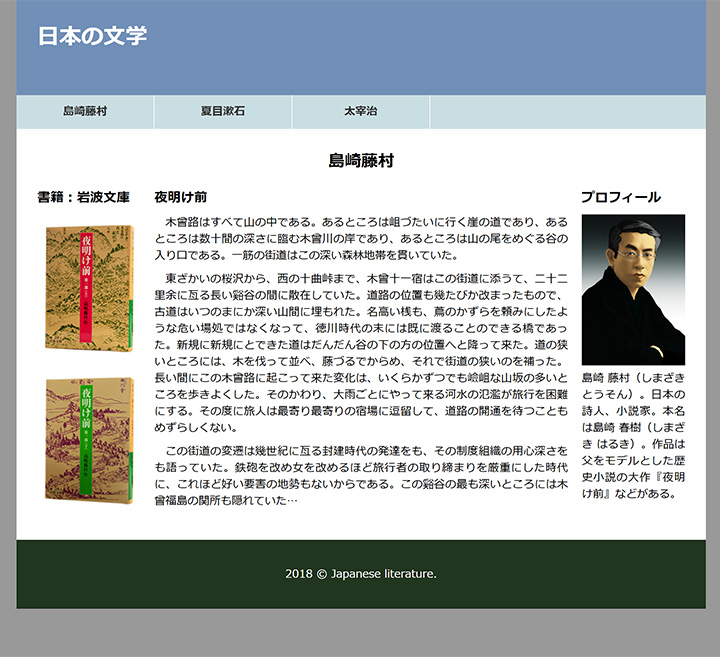 日本の文学
島崎藤村
夏目漱石
太宰治
島崎藤村
書籍：岩波文庫
夜明け前
夜明け前
夜明け前
　木曾路はすべて山の中である。あるところは岨づたいに行く崖の道であり、ある
ところは数十間の深さに臨む木曾川の岸であり、あるところは山の尾をめぐる谷の
入り口である。一筋の街道はこの深い森林地帯を貫いていた。
　東ざかいの桜沢から、西の十曲峠まで、木曾十一宿はこの街道に添うて、二十二
里余に亙る長い谿谷の間に散在していた。道路の位置も幾たびか改まったもので、
古道はいつのまにか深い山間に埋もれた。名高い桟も、蔦のかずらを頼みにしたよ
うな危い場処ではなくなって、徳川時代の末には既に渡ることのできる橋であっ
た。新規に新規にとできた道はだんだん谷の下の方の位置へと降って来た。道の狭
いところには、木を伐って並べ、藤づるでからめ、それで街道の狭いのを補った。
長い間にこの木曾路に起こって来た変化は、いくらかずつでも嶮岨な山坂の多いと
ころを歩きよくした。そのかわり、大雨ごとにやって来る河水の氾濫が旅行を困難
にする。その度に旅人は最寄り最寄りの宿場に逗留して、道路の開通を待つことも
めずらしくない。
　この街道の変遷は幾世紀に亙る封建時代の発達をも、その制度組織の用心深さを
も語っていた。鉄砲を改め女を改めるほど旅行者の取り締まりを厳重にした時代
に、これほど好い要害の地勢もないからである。この谿谷の最も深いところには木
曾福島の関所も隠れていた…
プロフィール
島崎 藤村（しまざき
とうそん）。日本の
詩人、小説家。本名
は島崎 春樹（しまざ
き はるき）。作品は
父をモデルとした歴
史小説の大作『夜明
け前』などがある。
2018 © Japanese literature.